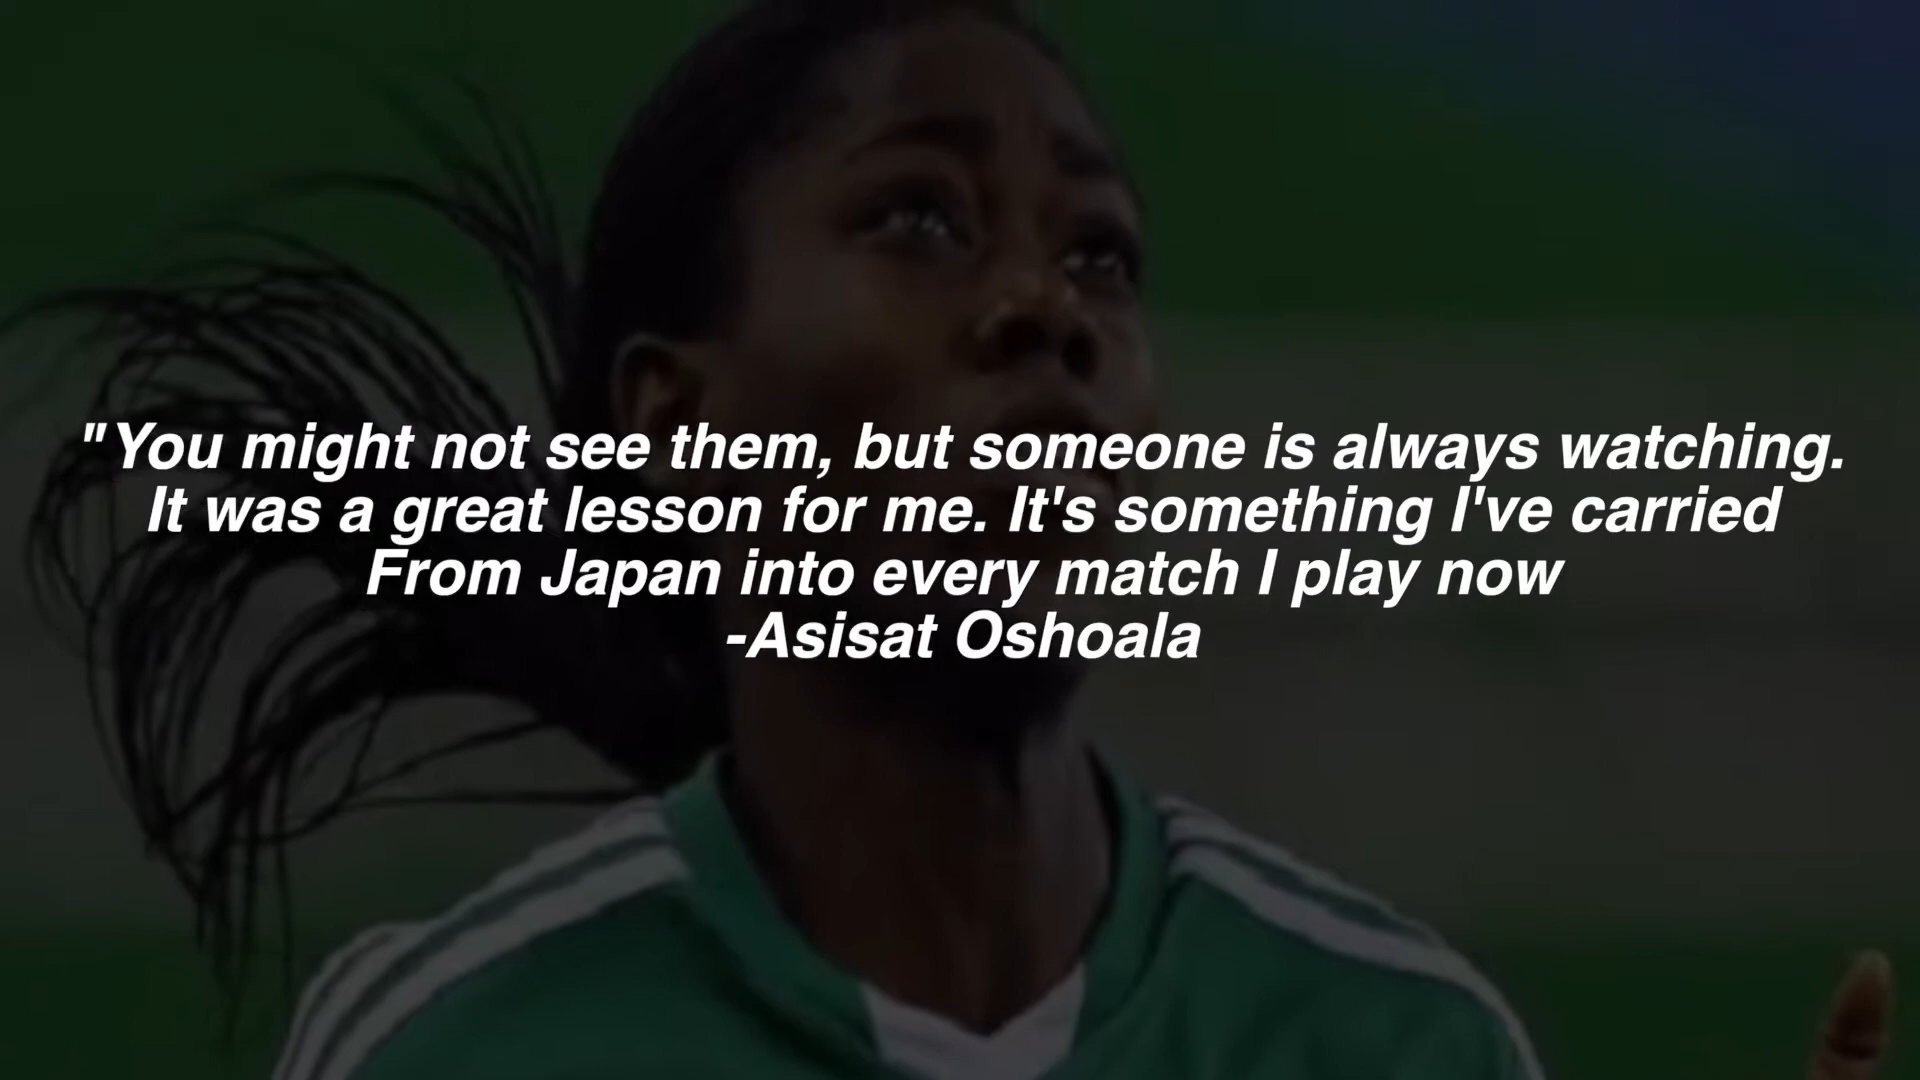 "You might not see them, but someone is always watching.
It was a great lesson for me. It's something I've carried
From Japan into every match I play now
-Asisat Oshoala